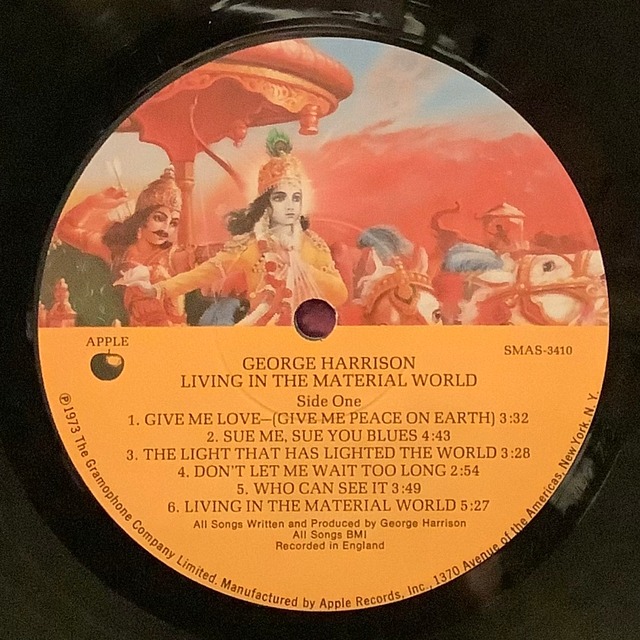 APPLE
SMAS-3410
GEORGE HARRISON
LIVING IN THE MATERIAL WORLD
Side One
1. GIVE ME LOVE—(GIVE ME PEACE ON EARTH) 3:32
2. SUE ME, SUE YOU BLUES 4:43
3. THE LIGHT THAT HAS LIGHTED THE WORLD 3:28
4. DON'T LET ME WAIT TOO LONG 2:54
5. WHO CAN SEE IT 3:49
6. LIVING IN THE MATERIAL WORLD 5:27
All Songs Written and Produced by George Harrison
All Songs BMI
Recorded in England
℗1973 The Gramophone Company Limited. Manufactured by Apple Records, Inc., 1370 Avenue of the Americas, New York, N.Y.